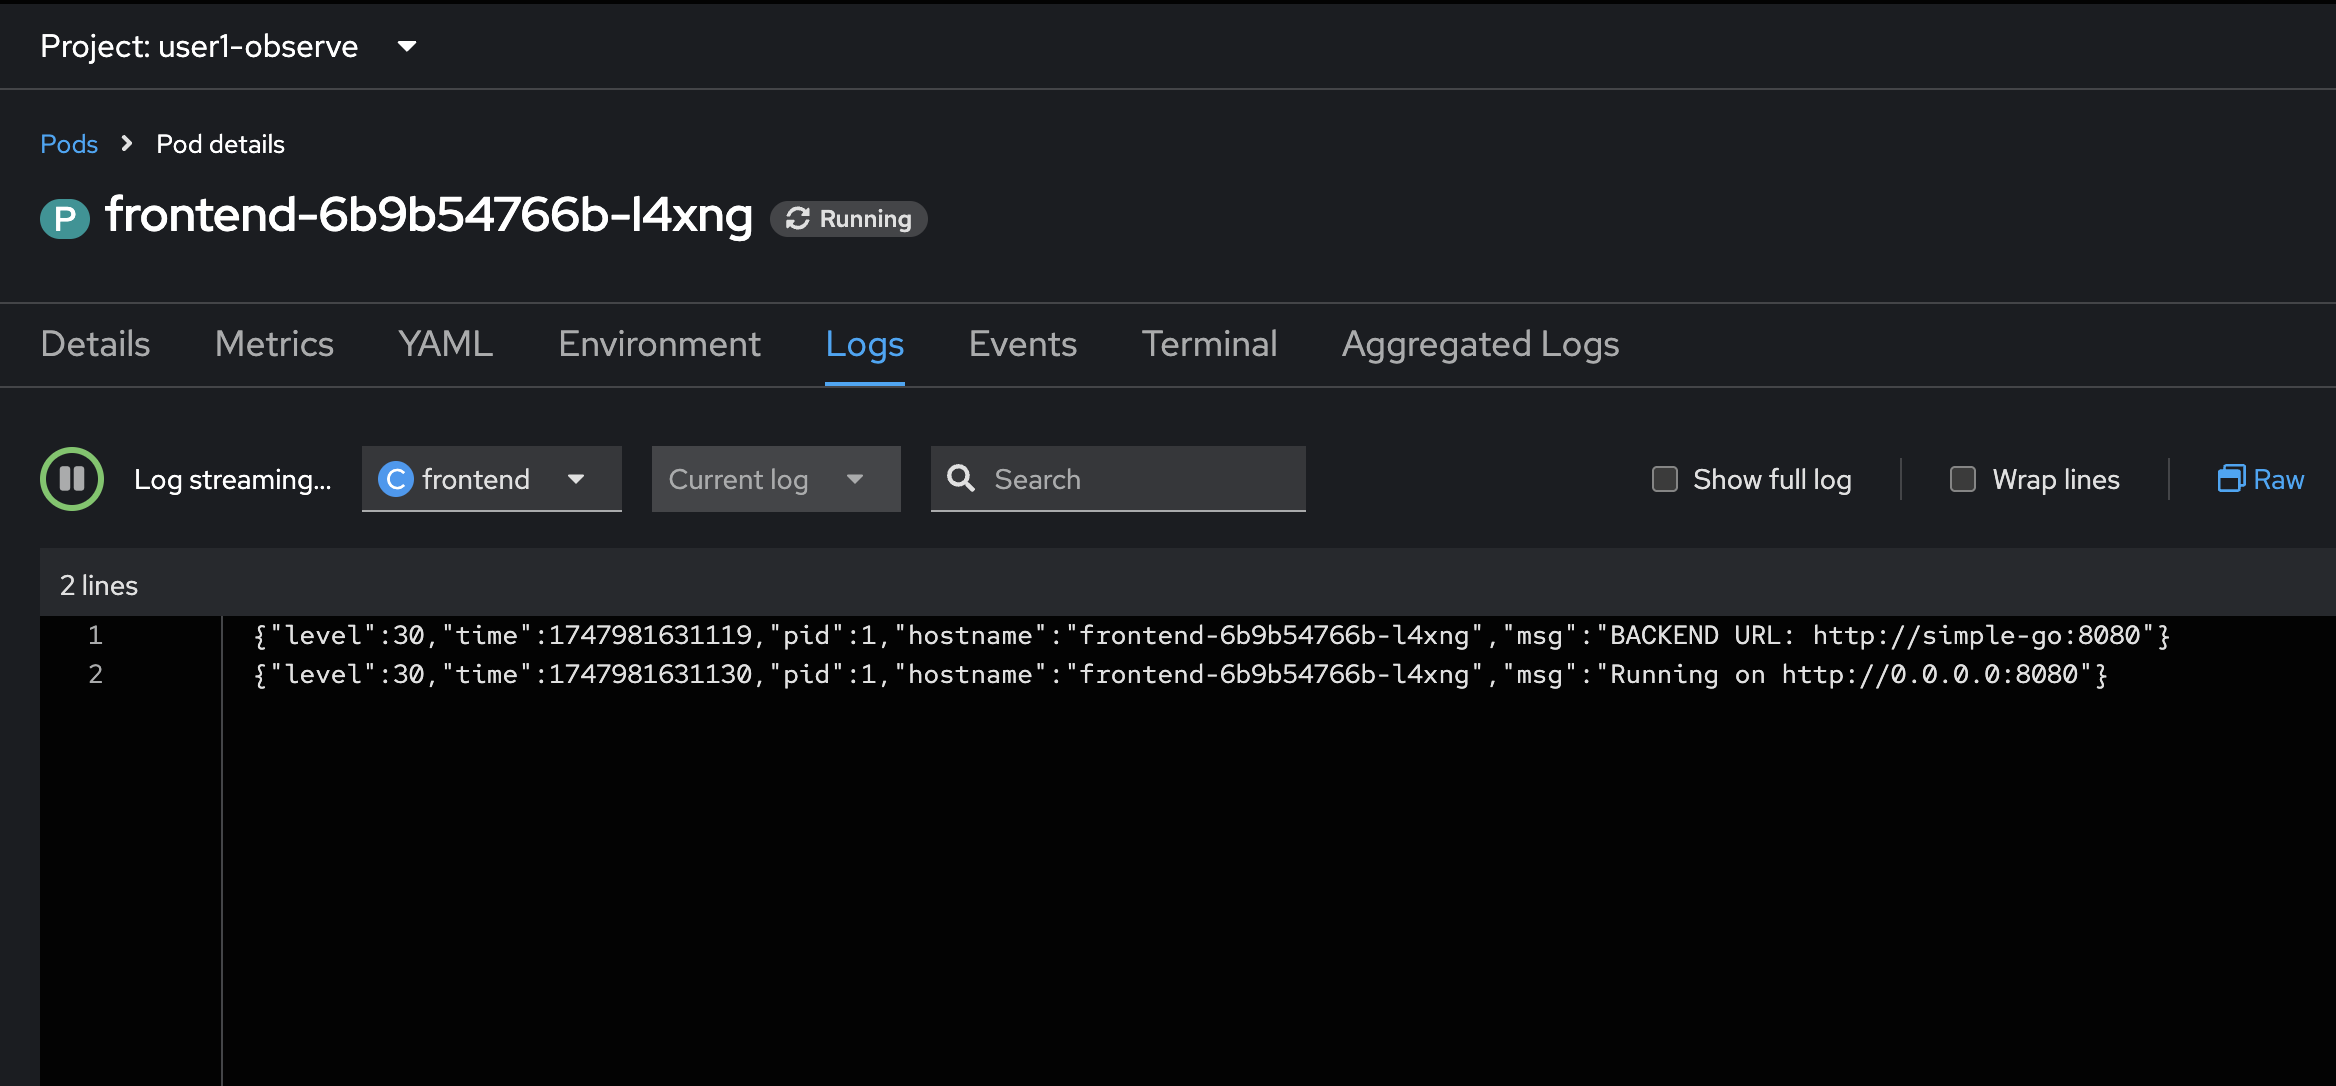 Project: user1-observe
Pods > Pod details
P frontend-6b9b54766b-l4xng Running
Details Metrics YAML Environment Logs Events Terminal Aggregated Logs
Log streaming... C frontend Current log Search Show full log Wrap lines Raw
2 lines
1 {"level":30,"time":1747981631119,"pid":1,"hostname":"frontend-6b9b54766b-l4xng","msg":"BACKEND URL: http://simple-go:8080"}
2 {"level":30,"time":1747981631130,"pid":1,"hostname":"frontend-6b9b54766b-l4xng","msg":"Running on http://0.0.0.0:8080"}